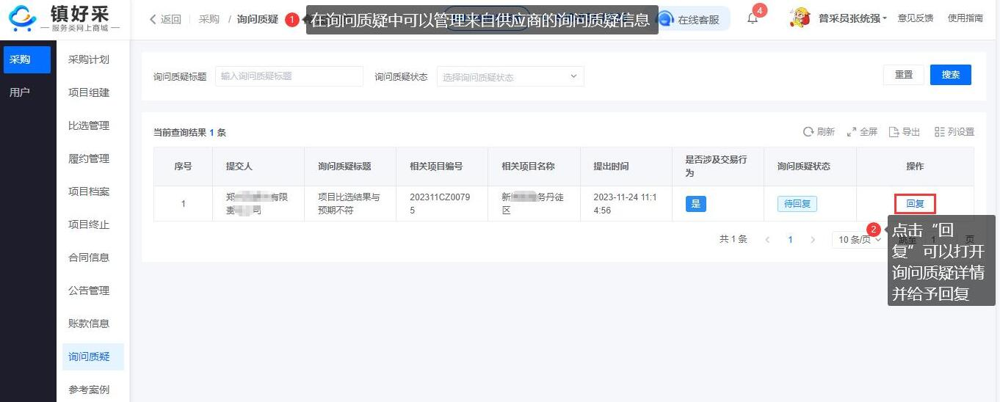 镇好采
服务类网上商城
返回 采购 / 询问质疑
1
在询问质疑中可以管理来自供应商的询问质疑信息
在线客服
4
普采员张统强
意见反馈
使用指南
采购
用户
采购计划
项目组建
比选管理
履约管理
项目档案
项目终止
合同信息
公告管理
账款信息
询问质疑
参考案例
询问质疑标题 输入询问质疑标题 询问质疑状态 选择询问质疑状态 重置 搜索
当前查询结果 1 条
刷新 全屏 导出 列设置
序号 提交人 询问质疑标题 相关项目编号 相关项目名称 提出时间 是否涉及交易行
为
询问质疑状态 操作
1
郑 有限
责 司
项目比选结果与
预期不符
202311CZ0079
5
新 务丹徒
区
2023-11-24 11:1
4:56
是
待回复
回复
共 1 条 1 10 条/页 跳至 1 页
2
点击“回
复”可以打开
询问质疑详情
并给予回复